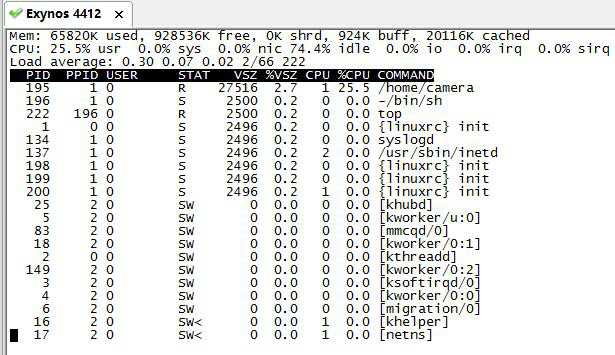 Exynos 4412 x
Mem: 65820K used, 928536K free, 0K shrd, 924K buff, 20116K cached
CPU: 25.5% usr  0.0% sys  0.0% nic 74.4% idle  0.0% io  0.0% irq  0.0% sirq
Load average: 0.30 0.07 0.02 2/66 222
  PID  PPID USER     STAT   VSZ %VSZ CPU %CPU COMMAND
  195     1 0        R    27516  2.7   1 25.5 /home/camera
  196     1 0        S     2500  0.2   0  0.0 -/bin/sh
  222   196 0        R     2500  0.2   0  0.0 top
    1     0 0        S     2496  0.2   0  0.0 {linuxrc} init
  134     1 0        S     2496  0.2   0  0.0 syslogd
  137     1 0        S     2496  0.2   2  0.0 /usr/sbin/inetd
  198     1 0        S     2496  0.2   0  0.0 {linuxrc} init
  199     1 0        S     2496  0.2   0  0.0 {linuxrc} init
  200     1 0        S     2496  0.2   1  0.0 {linuxrc} init
   25     2 0        SW       0  0.0   0  0.0 [khubd]
    5     2 0        SW       0  0.0   0  0.0 [kworker/u:0]
   83     2 0        SW       0  0.0   0  0.0 [mmcqd/0]
   18     2 0        SW       0  0.0   0  0.0 [kworker/0:1]
    2     0 0        SW       0  0.0   0  0.0 [kthreadd]
  149     2 0        SW       0  0.0   0  0.0 [kworker/0:2]
    3     2 0        SW       0  0.0   0  0.0 [ksoftirqd/0]
    4     2 0        SW       0  0.0   0  0.0 [kworker/0:0]
    6     2 0        SW       0  0.0   0  0.0 [migration/0]
   16     2 0        SW<      0  0.0   1  0.0 [khelper]
   17     2 0        SW<      0  0.0   1  0.0 [netns]